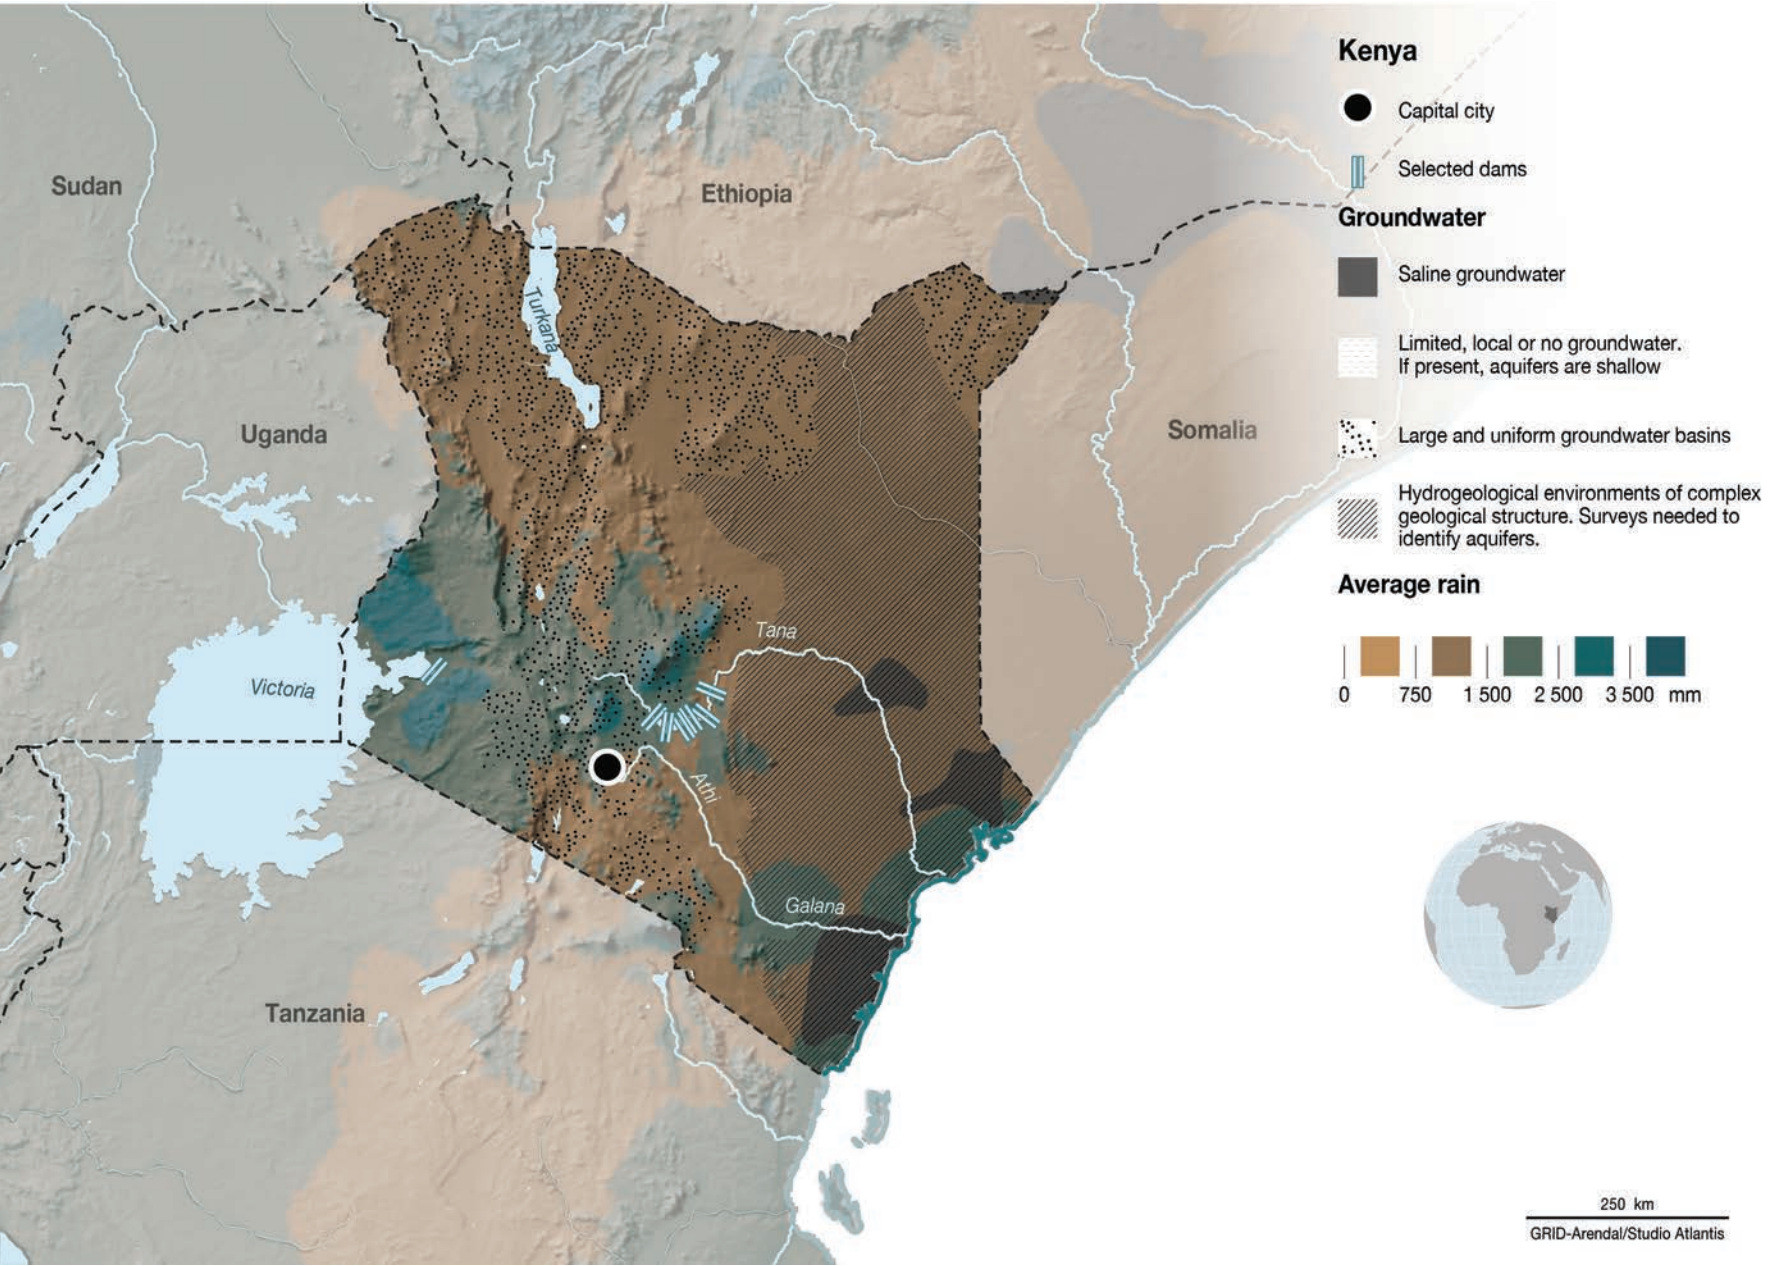 Kenya
Capital city
Selected dams
Groundwater
Saline groundwater
Limited, local or no groundwater.
If present, aquifers are shallow
Large and uniform groundwater basins
Hydrogeological environments of complex
geological structure. Surveys needed to
identify aquifers.
Average rain
0 750 1 500 2 500 3 500 mm
Sudan
Ethiopia
Turkana
Uganda
Somalia
Tana
Victoria
Athi
Galana
Tanzania
250 km
GRID-Arendal/Studio Atlantis